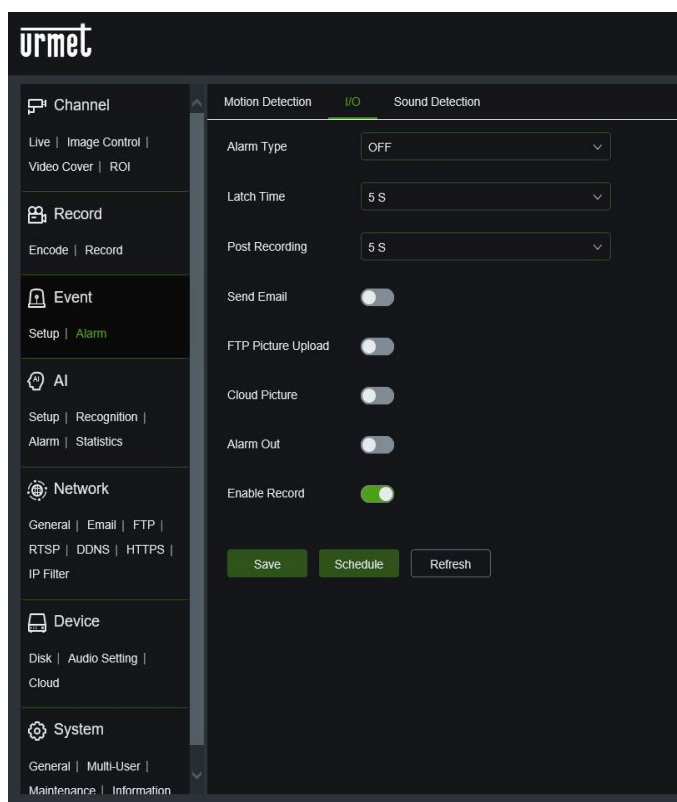 urmet
Channel
Live | Image Control |
Video Cover | ROI
Record
Encode | Record
Event
Setup | Alarm
AI
Setup | Recognition |
Alarm | Statistics
Network
General | Email | FTP |
RTSP | DDNS | HTTPS |
IP Filter
Device
Disk | Audio Setting |
Cloud
System
General | Multi-User |
Maintenance | Information
Motion Detection I/O Sound Detection
Alarm Type OFF
Latch Time 5 S
Post Recording 5 S
Send Email
FTP Picture Upload
Cloud Picture
Alarm Out
Enable Record
Save Schedule Refresh